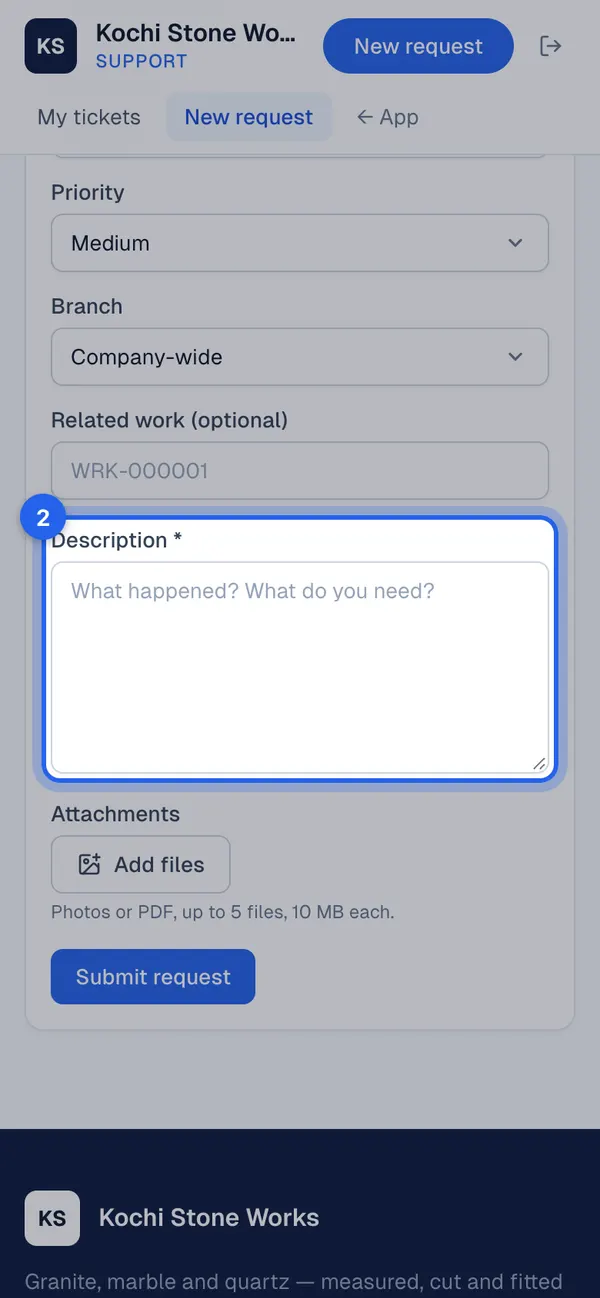 KS
Kochi Stone Wo...
SUPPORT
New request
My tickets
New request
← App
Priority
Medium
Branch
Company-wide
Related work (optional)
WRK-000001
2
Description *
What happened? What do you need?
Attachments
Add files
Photos or PDF, up to 5 files, 10 MB each.
Submit request
KS
Kochi Stone Works
Granite, marble and quartz — measured, cut and fitted